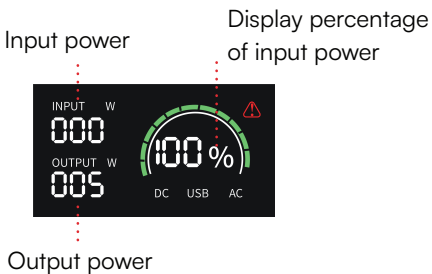 Display percentage
of input power
Input power
INPUT W
000
100 %
OUTPUT W
005
DC USB AC
Output power